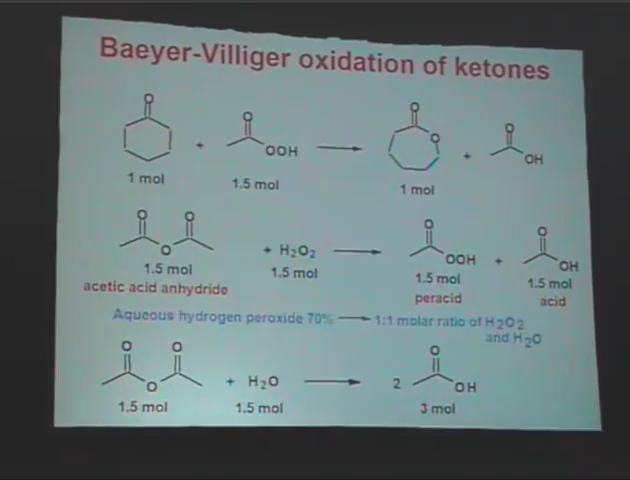 Baeyer-Villiger oxidation of ketones
O O O O
+ OOH O + OH
1 mol 1.5 mol 1 mol
O O O O
O + H₂O₂ OOH + OH
1.5 mol 1.5 mol 1.5 mol 1.5 mol
acetic acid anhydride peracid acid
Aqueous hydrogen peroxide 70% → 1:1 molar ratio of H₂O₂
and H₂O
O O O
O + H₂O 2 OH
1.5 mol 1.5 mol 3 mol